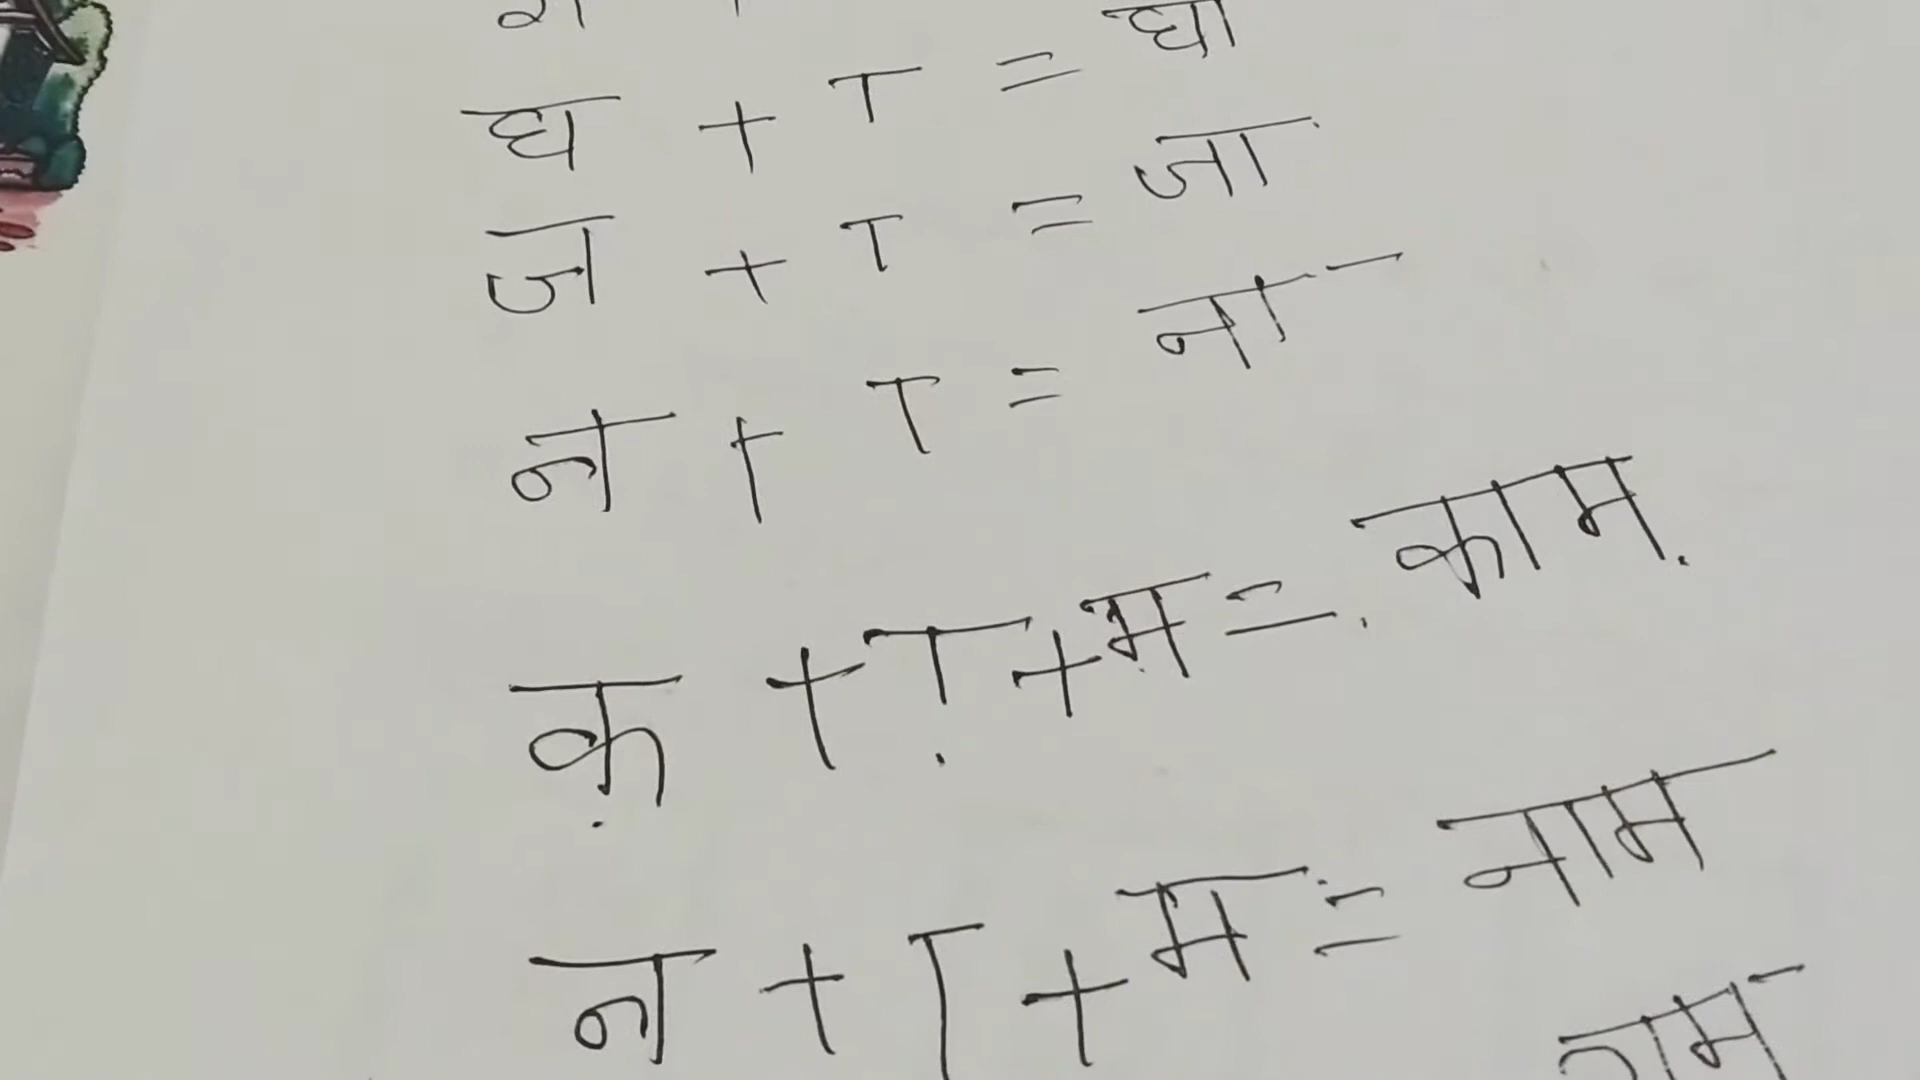 घ + ा = घा
ज + ा = जा
न + ा = ना
क + ा + म = काम
न + ा + म = नाम